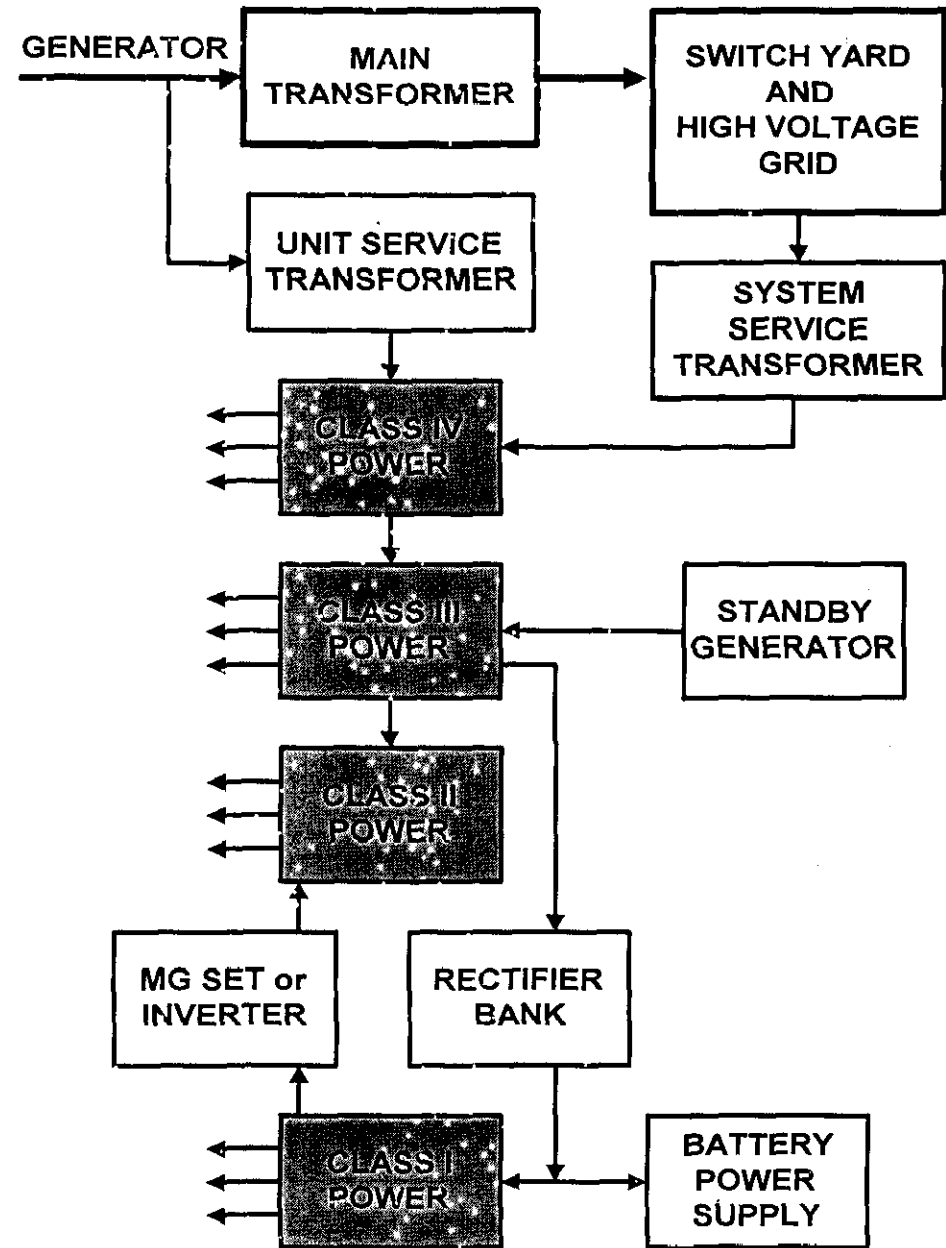 GENERATOR
MAIN
TRANSFORMER
SWITCH YARD
AND
HIGH VOLTAGE
GRID
UNIT SERVICE
TRANSFORMER
SYSTEM
SERVICE
TRANSFORMER
CLASS IV
POWER
CLASS III
POWER
STANDBY
GENERATOR
CLASS II
POWER
MG SET or
INVERTER
RECTIFIER
BANK
CLASS I
POWER
BATTERY
POWER
SUPPLY